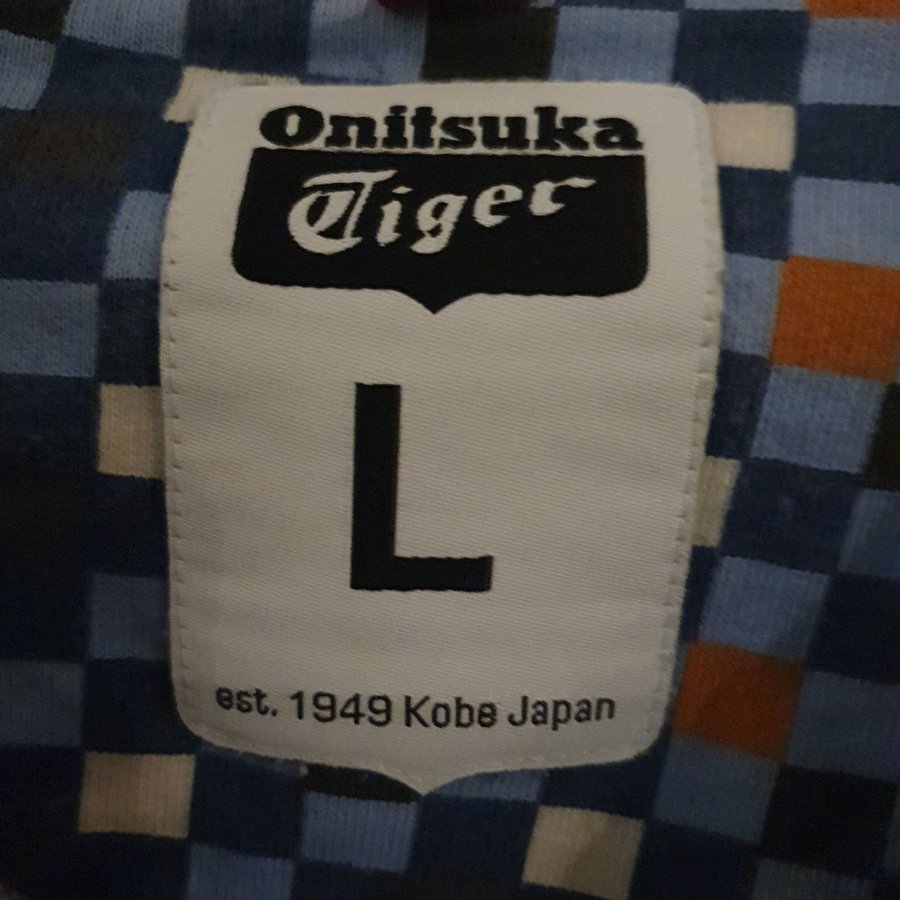 Onitsuka
Tiger
L
est. 1949 Kobe Japan